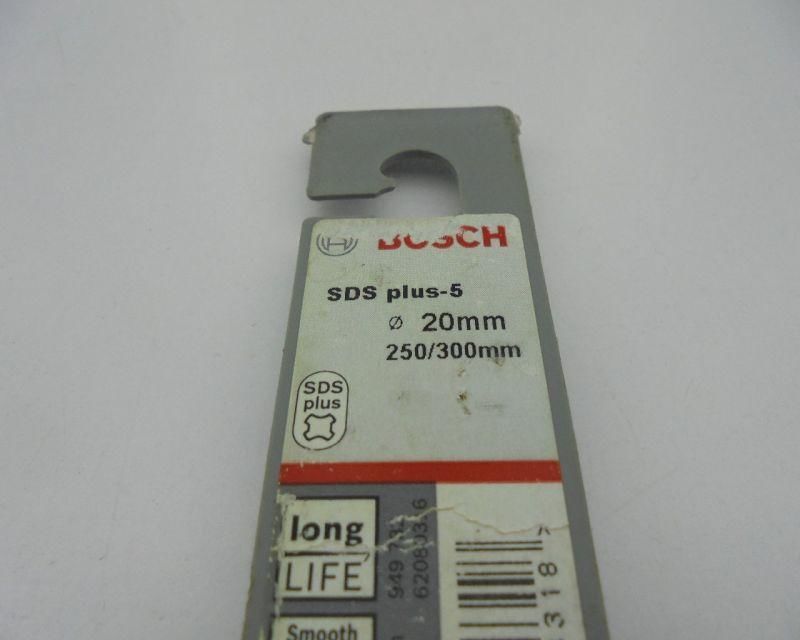 BOSCH
SDS plus-5
ø 20mm
250/300mm
SDS
plus
long
LIFE
Smooth